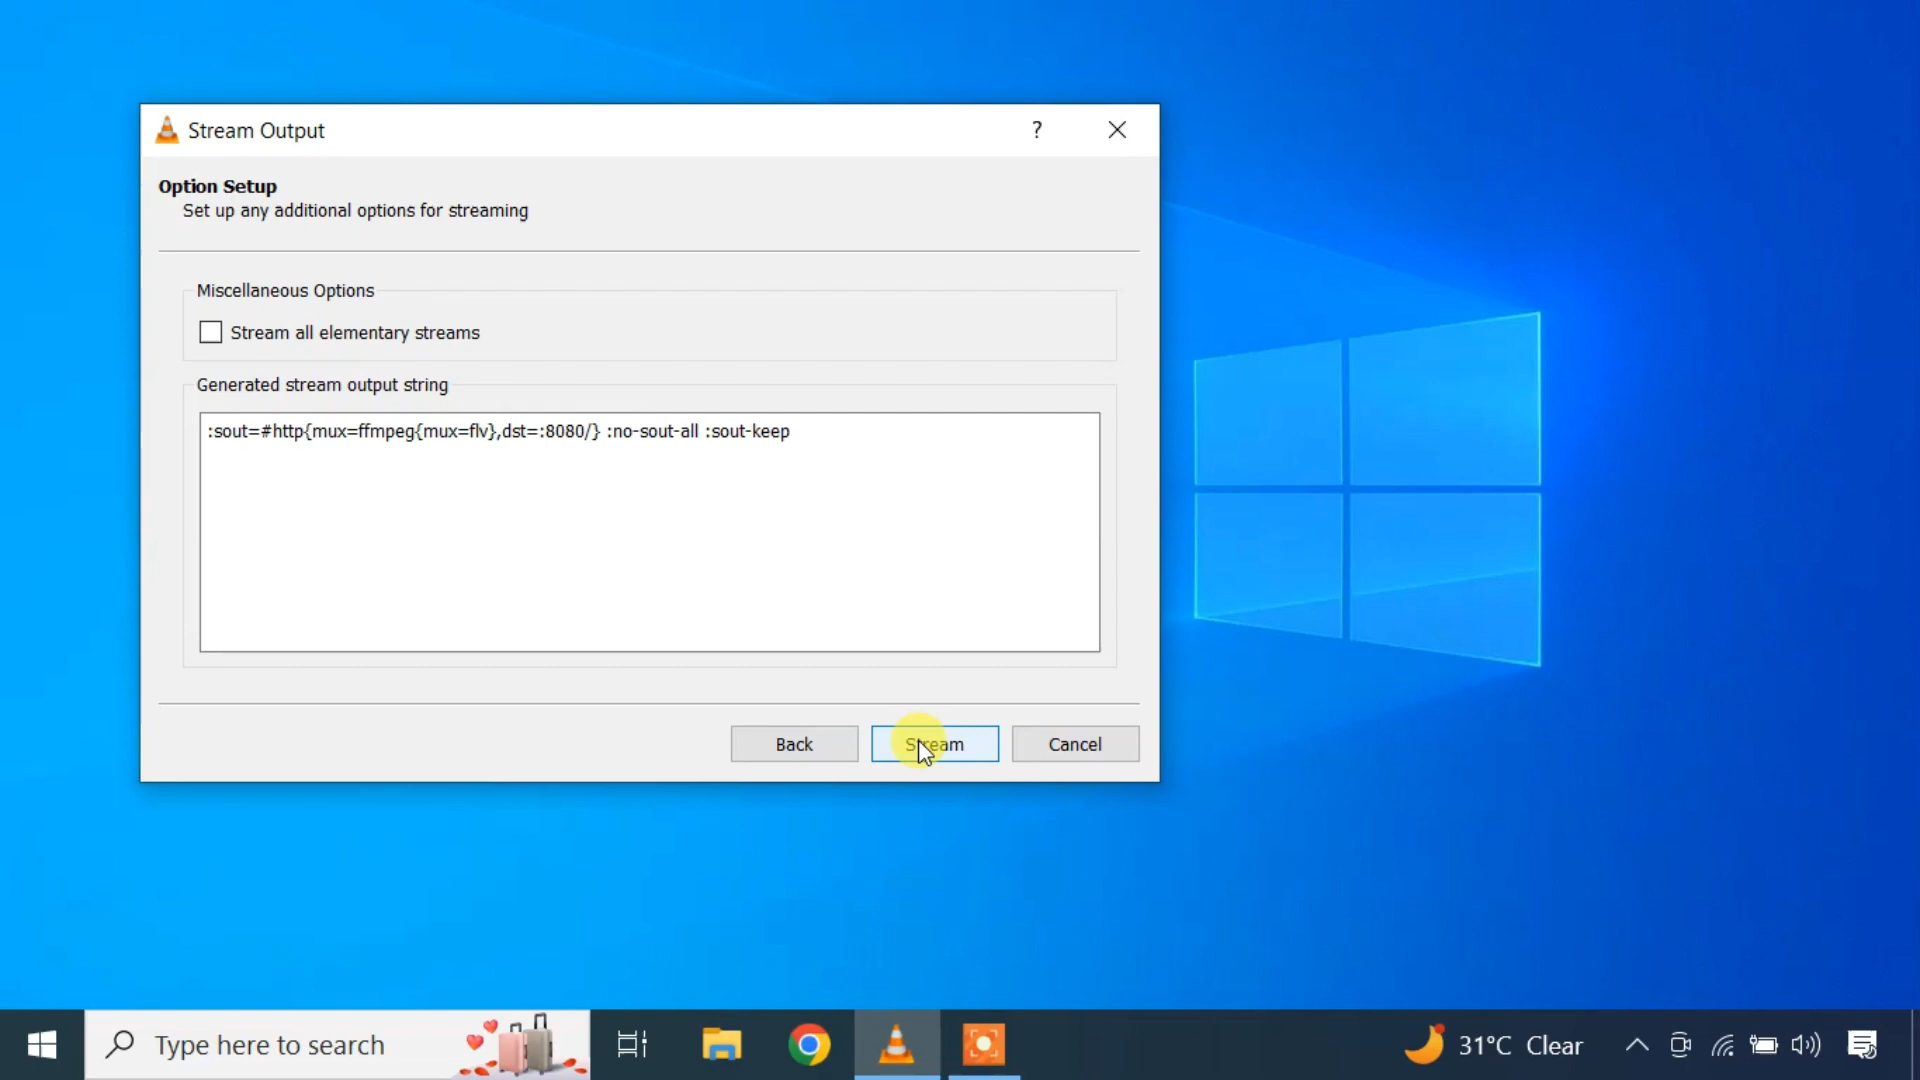 Stream Output
?
Option Setup
Set up any additional options for streaming
Miscellaneous Options
Stream all elementary streams
Generated stream output string
:sout=#http{mux=ffmpeg{mux=flv},dst=:8080/} :no-sout-all :sout-keep
Back
Stream
Cancel
Type here to search
31°C Clear